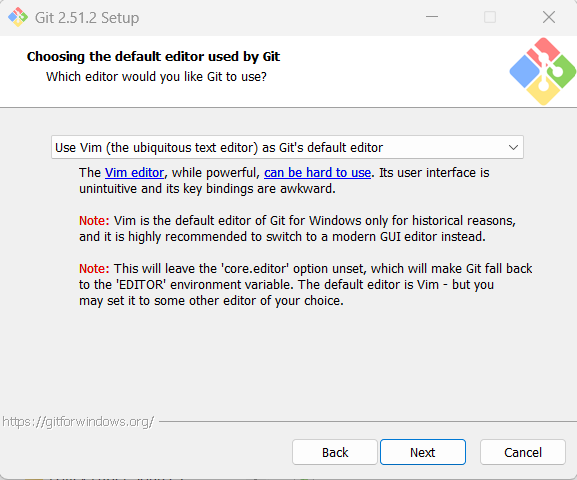 Git 2.51.2 Setup
Choosing the default editor used by Git
Which editor would you like Git to use?
Use Vim (the ubiquitous text editor) as Git's default editor
The Vim editor, while powerful, can be hard to use. Its user interface is
unintuitive and its key bindings are awkward.
Note: Vim is the default editor of Git for Windows only for historical reasons,
and it is highly recommended to switch to a modern GUI editor instead.
Note: This will leave the 'core.editor' option unset, which will make Git fall back
to the 'EDITOR' environment variable. The default editor is Vim - but you
may set it to some other editor of your choice.
https://gitforwindows.org/
Back
Next
Cancel